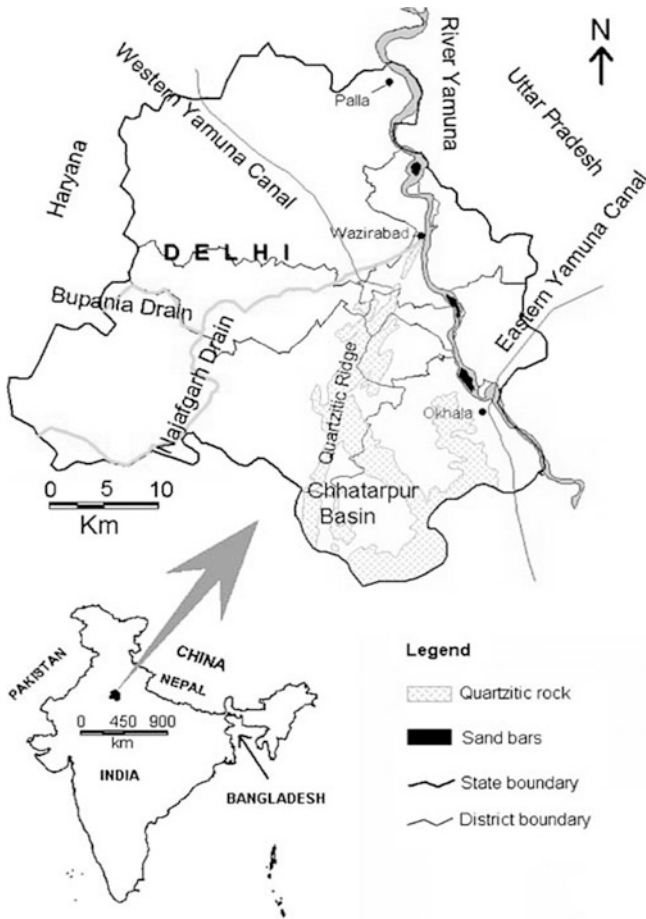 N
River Yamuna
Western Yamuna Canal
Palla
Uttar Pradesh
Haryana
Wazirabad
DELHI
Eastern Yamuna Canal
Bupania Drain
Najafgarh Drain
Quartzitic Ridge
Okhala
0 5 10
Km
Chhatarpur
Basin
PAKISTAN
CHINA
NEPAL
0 450 900
km
INDIA
BANGLADESH
Legend
Quartzitic rock
Sand bars
State boundary
District boundary